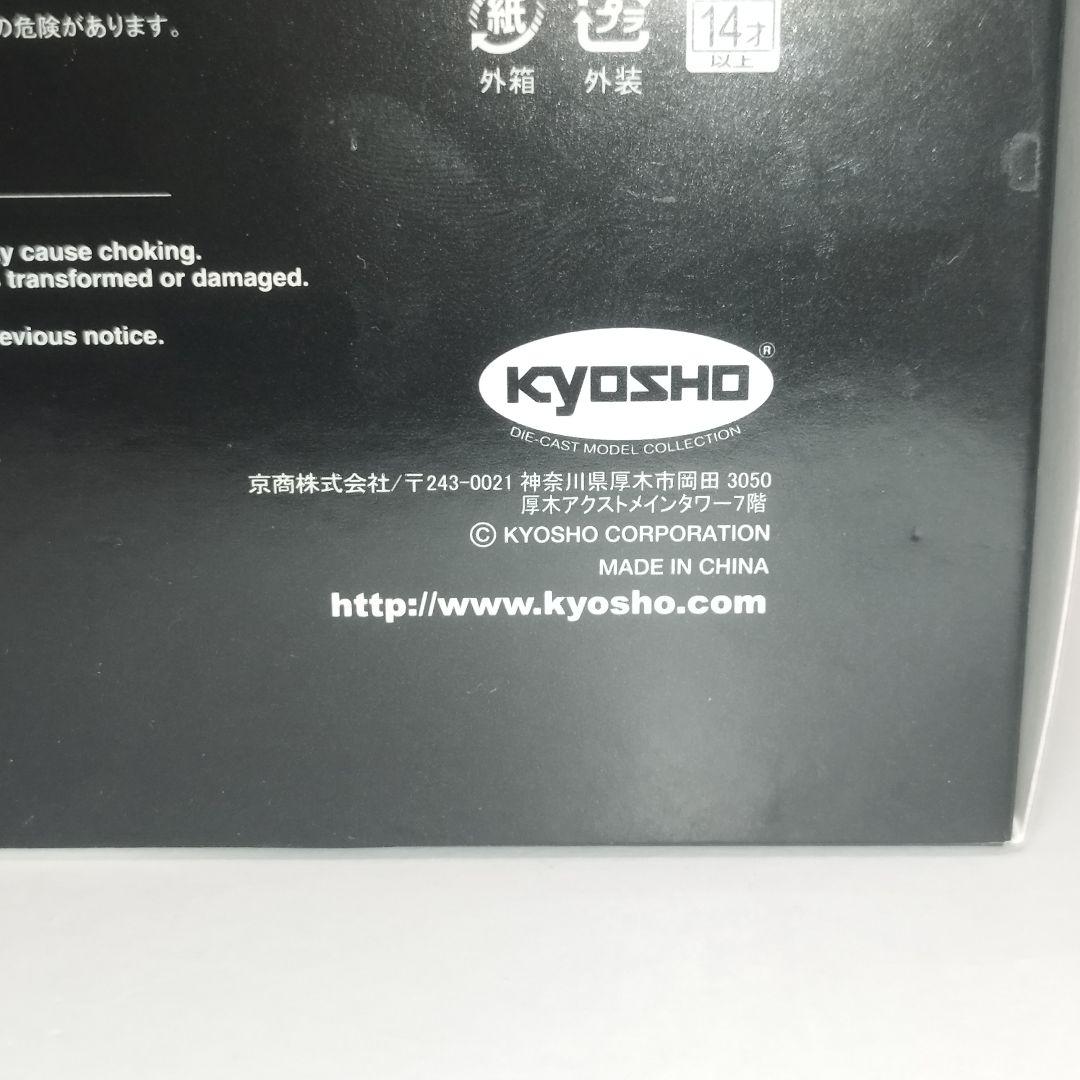 の危険があります。
紙
プラ
14才
以上
外箱
外装
y cause choking.
transformed or damaged.
evious notice.
KYOSHO ®
DIE-CAST MODEL COLLECTION
京商株式会社/〒243-0021 神奈川県厚木市岡田 3050
厚木アクストメインタワー7階
© KYOSHO CORPORATION
MADE IN CHINA
http://www.kyosho.com